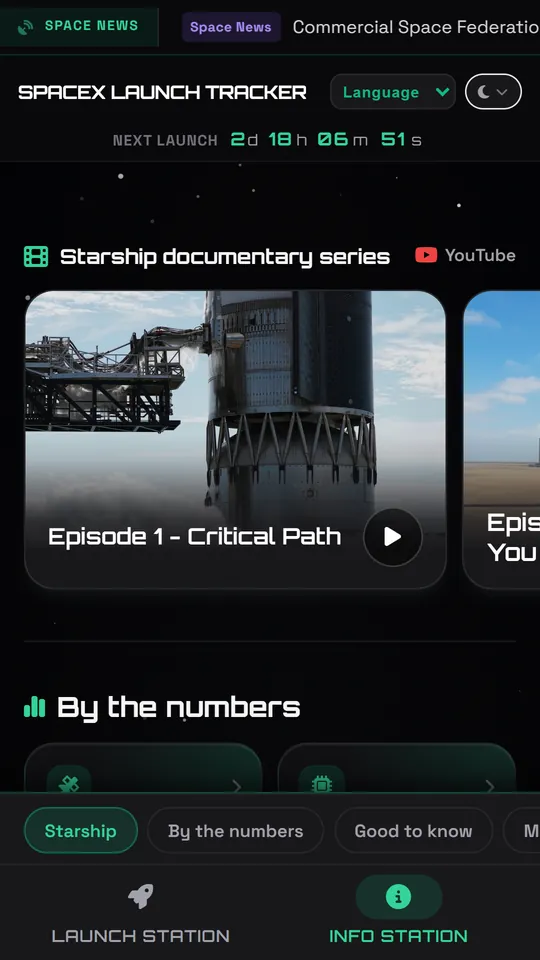 SPACE NEWS
Space News Commercial Space Federatio
SPACEX LAUNCH TRACKER
Language
NEXT LAUNCH 2d 18h 06m 51s
Starship documentary series
YouTube
Episode 1 - Critical Path
Epis
You
By the numbers
Starship
By the numbers
Good to know
M
LAUNCH STATION
INFO STATION